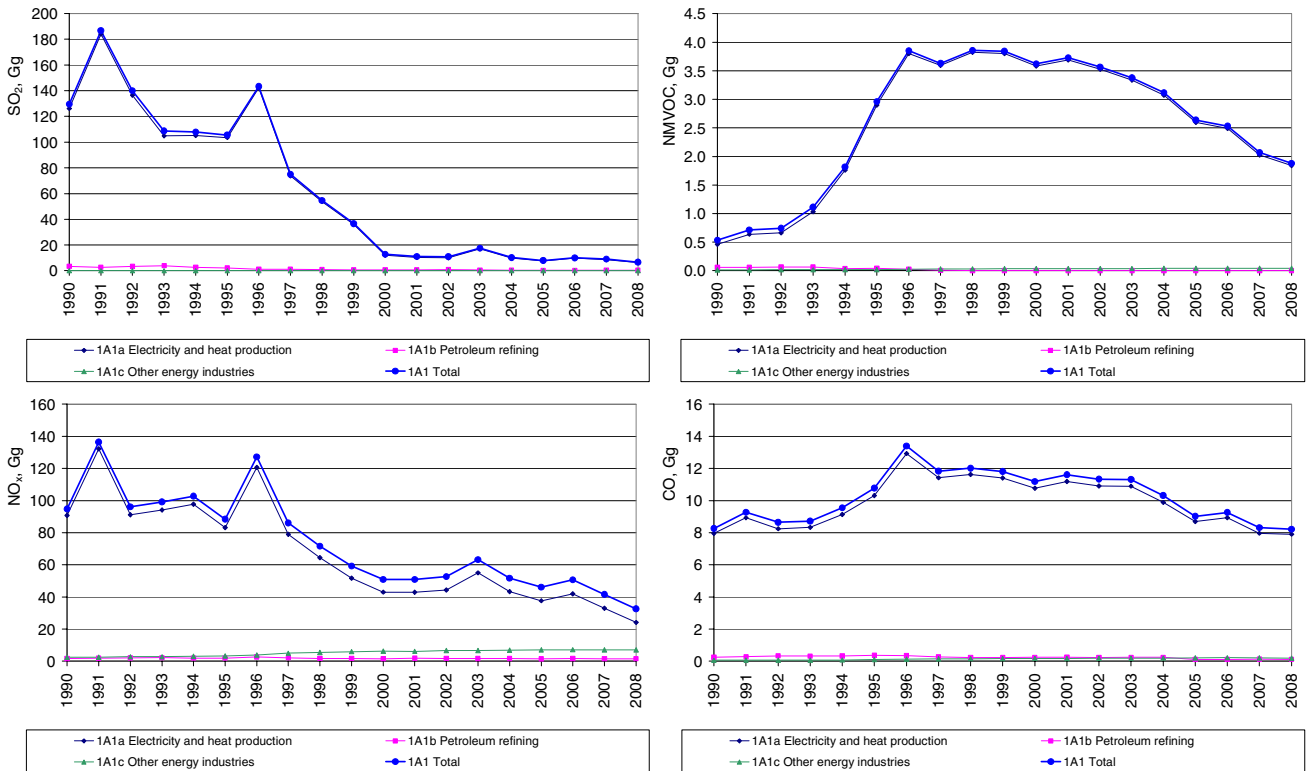 SO2, Gg
200
180
160
140
120
100
80
60
40
20
0
1990 1991 1992 1993 1994 1995 1996 1997 1998 1999 2000 2001 2002 2003 2004 2005 2006 2007 2008
1A1a Electricity and heat production
1A1b Petroleum refining
1A1c Other energy industries
1A1 Total
NMVOC, Gg
4.5
4.0
3.5
3.0
2.5
2.0
1.5
1.0
0.5
0.0
1990 1991 1992 1993 1994 1995 1996 1997 1998 1999 2000 2001 2002 2003 2004 2005 2006 2007 2008
1A1a Electricity and heat production
1A1b Petroleum refining
1A1c Other energy industries
1A1 Total
NOx, Gg
160
140
120
100
80
60
40
20
0
1990 1991 1992 1993 1994 1995 1996 1997 1998 1999 2000 2001 2002 2003 2004 2005 2006 2007 2008
1A1a Electricity and heat production
1A1b Petroleum refining
1A1c Other energy industries
1A1 Total
CO, Gg
16
14
12
10
8
6
4
2
0
1990 1991 1992 1993 1994 1995 1996 1997 1998 1999 2000 2001 2002 2003 2004 2005 2006 2007 2008
1A1a Electricity and heat production
1A1b Petroleum refining
1A1c Other energy industries
1A1 Total